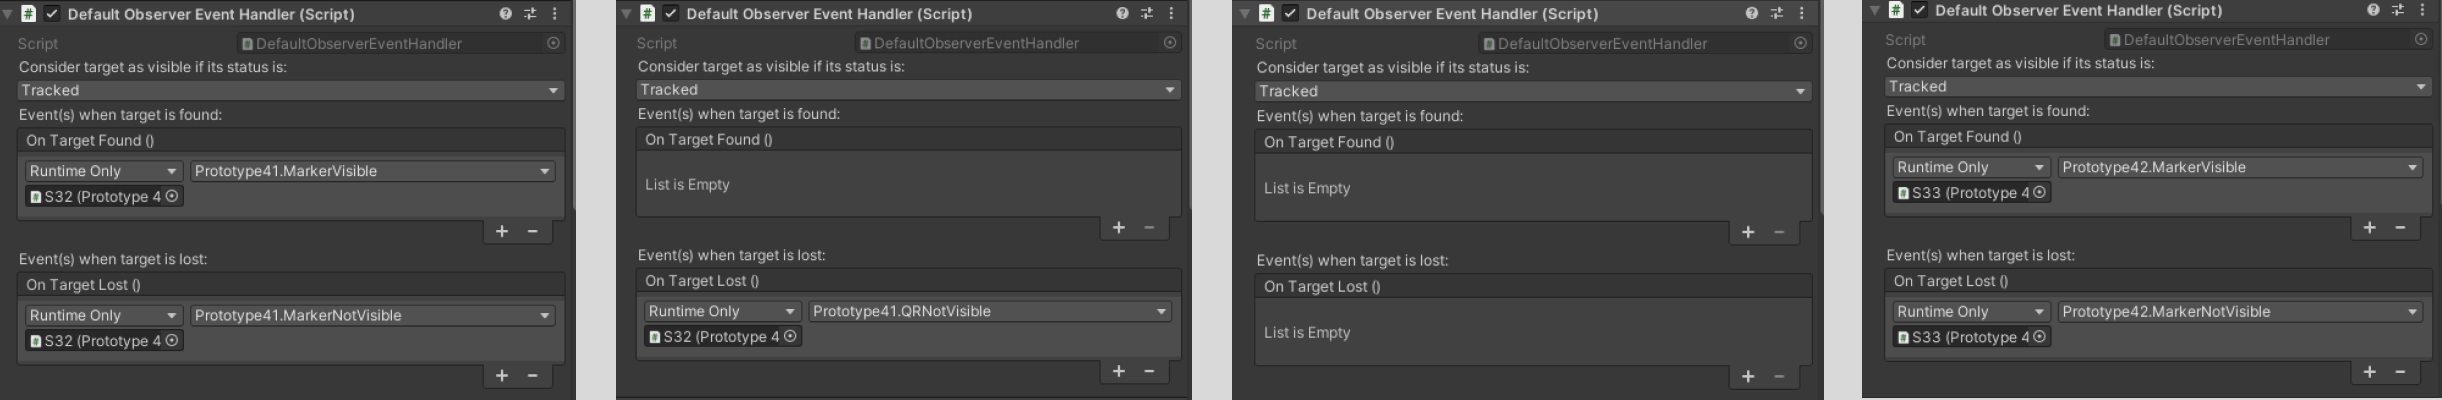 Default Observer Event Handler (Script)
Script
DefaultObserverEventHandler
Consider target as visible if its status is:
Tracked
Event(s) when target is found:
On Target Found ()
Runtime Only
Prototype41.MarkerVisible
S32 (Prototype 4
Event(s) when target is lost:
On Target Lost ()
Runtime Only
Prototype41.MarkerNotVisible
S32 (Prototype 4
Default Observer Event Handler (Script)
Script
DefaultObserverEventHandler
Consider target as visible if its status is:
Tracked
Event(s) when target is found:
On Target Found ()
List is Empty
Event(s) when target is lost:
On Target Lost ()
Runtime Only
Prototype41.QRNotVisible
S32 (Prototype 4
Default Observer Event Handler (Script)
Script
DefaultObserverEventHandler
Consider target as visible if its status is:
Tracked
Event(s) when target is found:
On Target Found ()
List is Empty
Event(s) when target is lost:
On Target Lost ()
List is Empty
Default Observer Event Handler (Script)
Script
DefaultObserverEventHandler
Consider target as visible if its status is:
Tracked
Event(s) when target is found:
On Target Found ()
Runtime Only
Prototype42.MarkerVisible
S33 (Prototype 4
Event(s) when target is lost:
On Target Lost ()
Runtime Only
Prototype42.MarkerNotVisible
S33 (Prototype 4